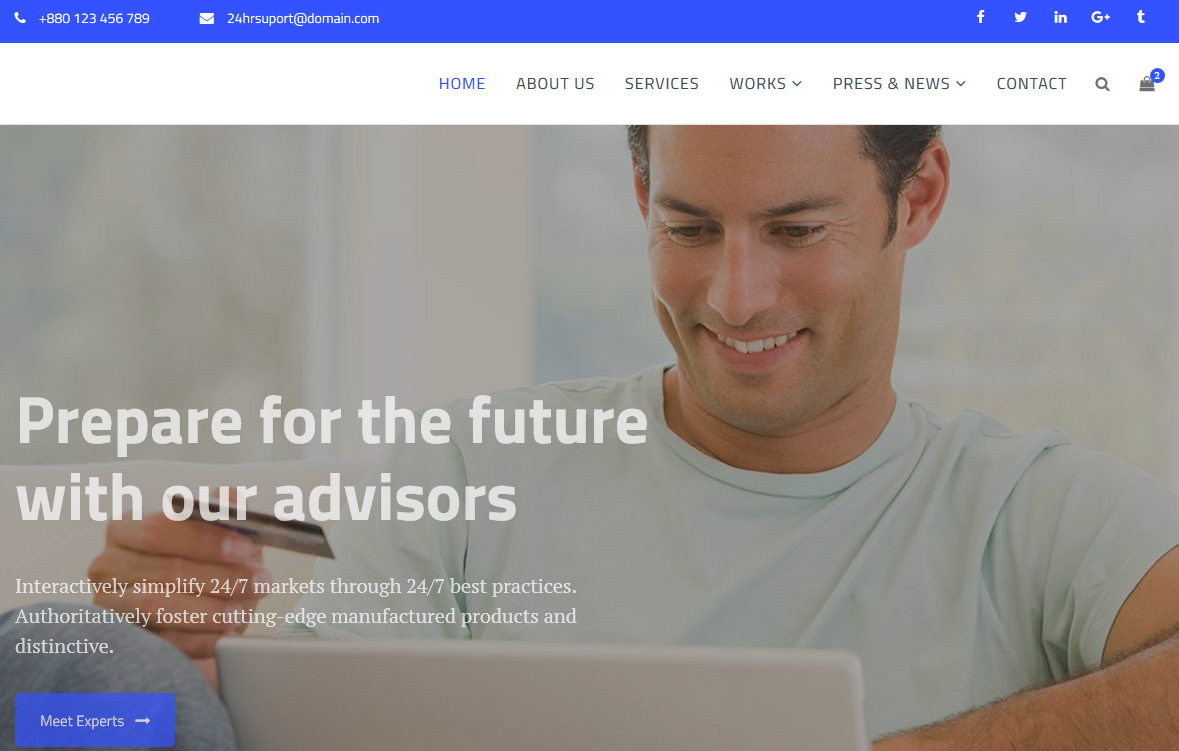 +880 123 456 789 24hrsuport@domain.com
HOME ABOUT US SERVICES WORKS PRESS & NEWS CONTACT 2
Prepare for the future
with our advisors
Interactively simplify 24/7 markets through 24/7 best practices.
Authoritatively foster cutting-edge manufactured products and
distinctive.
Meet Experts